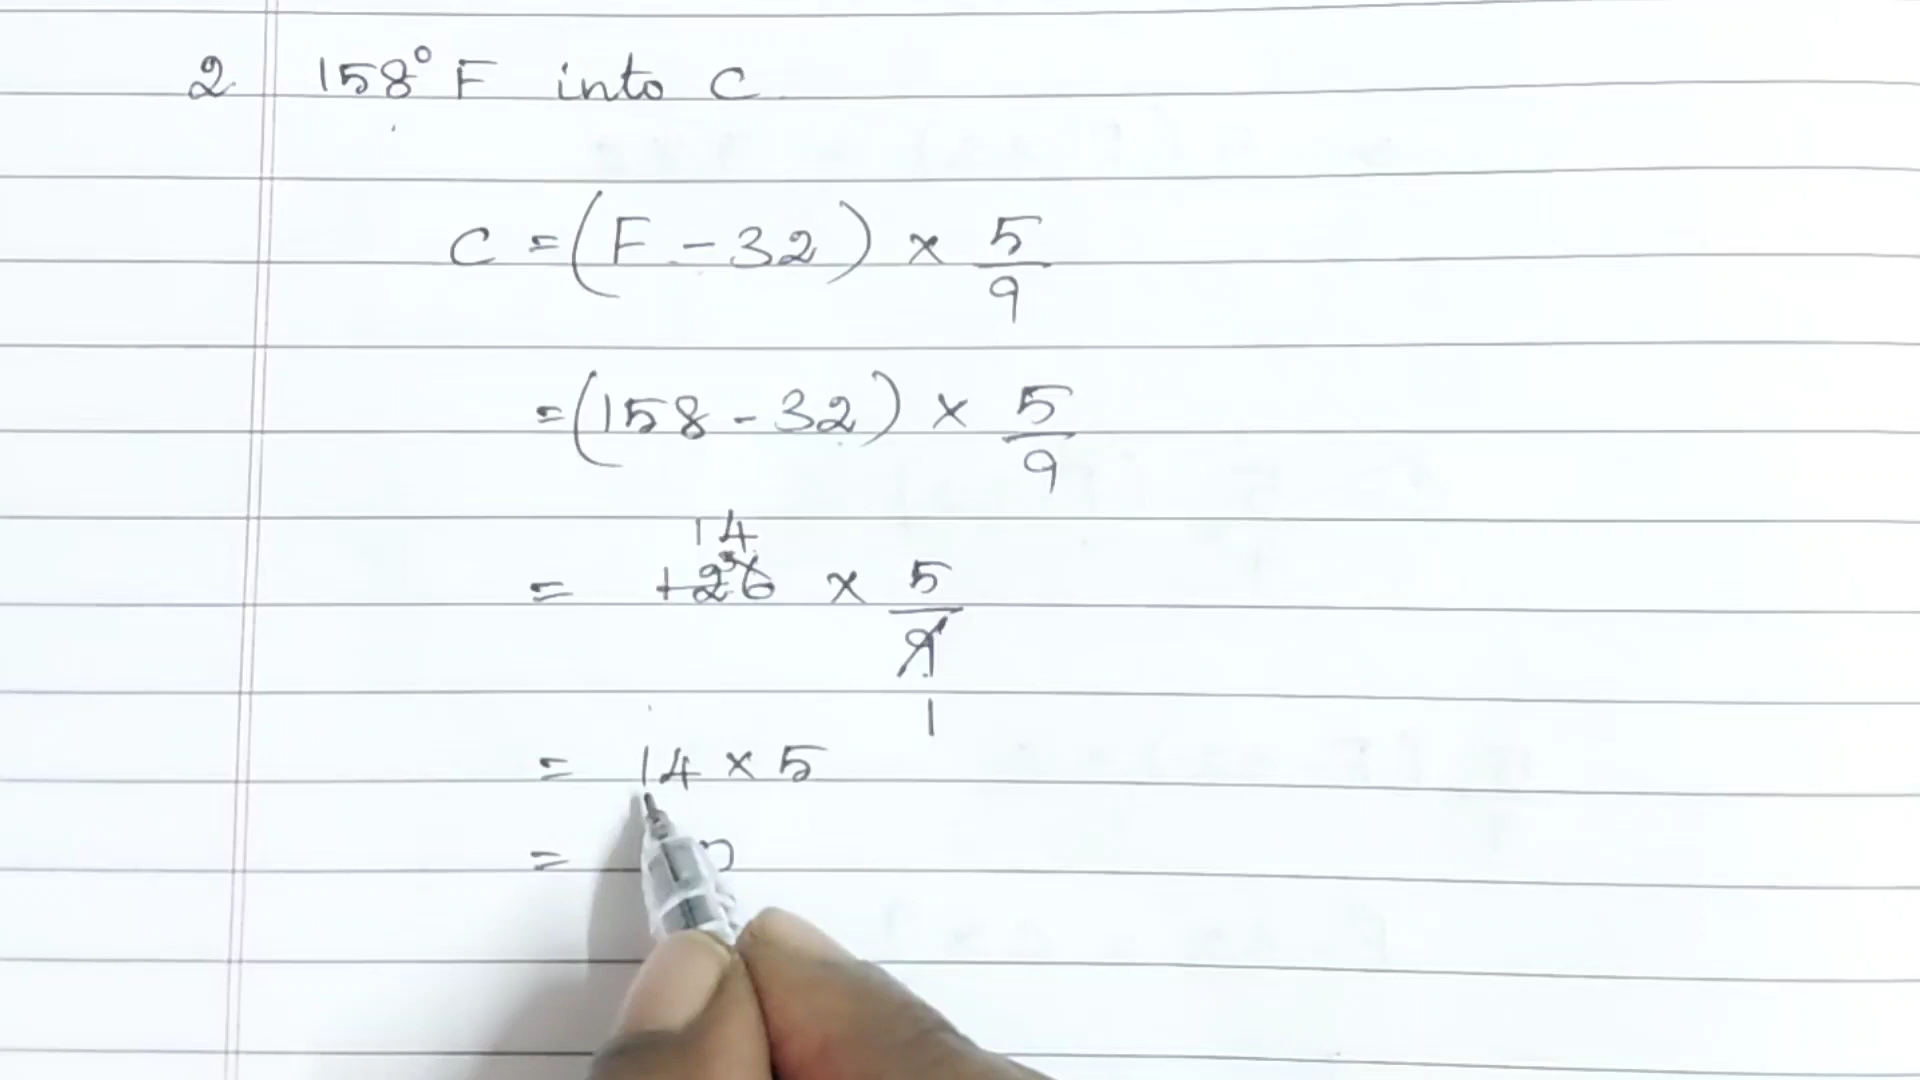 2 158° F into C
C = (F - 32) × 5/9
= (158 - 32) × 5/9
14
= 126 × 5/9
1
= 14 × 5
=